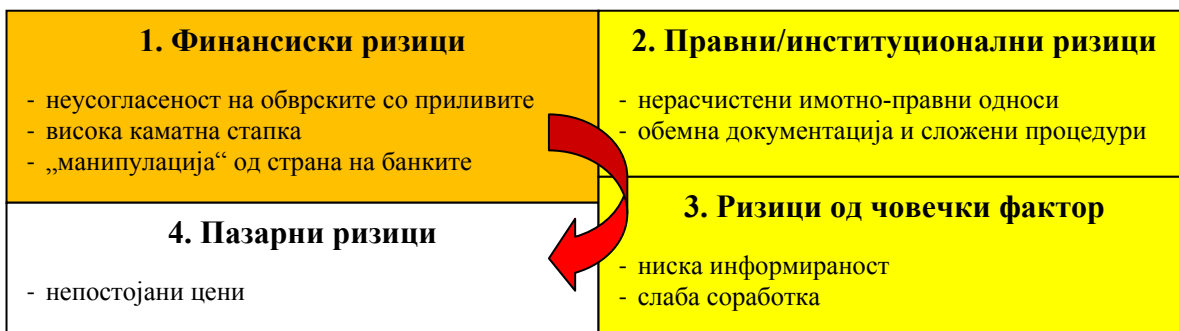 1. Финансиски ризици
- неусогласеност на обврските со приливите
- висока каматна стапка
- „манипулација“ од страна на банките
2. Правни/институционални ризици
- нерасчистени имотно-правни односи
- обемна документација и сложени процедури
3. Ризици од човечки фактор
- ниска информираност
- слаба соработка
4. Пазарни ризици
- непостојани цени